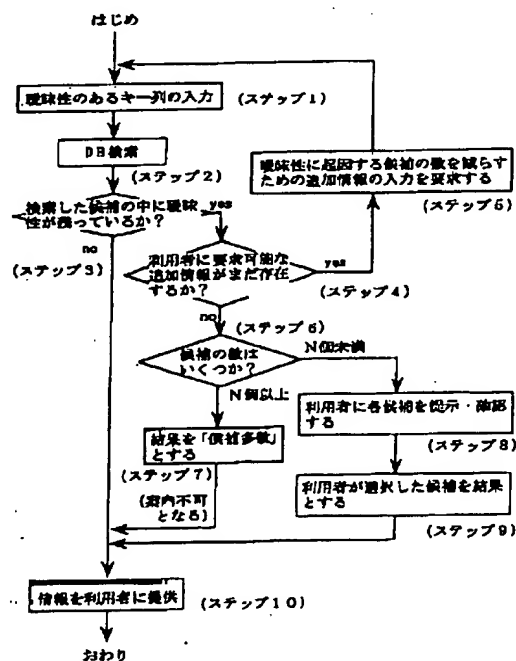 はじめ
曖昧性のあるキー列の入力
(ステップ1)
DB検索
(ステップ2)
曖昧性に起因する候補の数を減らす
ための追加情報の入力を要求する
(ステップ5)
検索した候補の中に曖昧
性が残っているか?
yes
no
(ステップ3)
利用者に要求可能な
追加情報がまだ存在
するか?
yes
(ステップ4)
no
(ステップ6)
候補の数は
いくつか?
N個未満
N個以上
利用者に各候補を提示・確認
する
(ステップ8)
結果を「候補多数」
とする
(ステップ7)
(案内不可
となる)
利用者が選択した候補を結果
とする
(ステップ9)
情報を利用者に提供
(ステップ10)
おわり